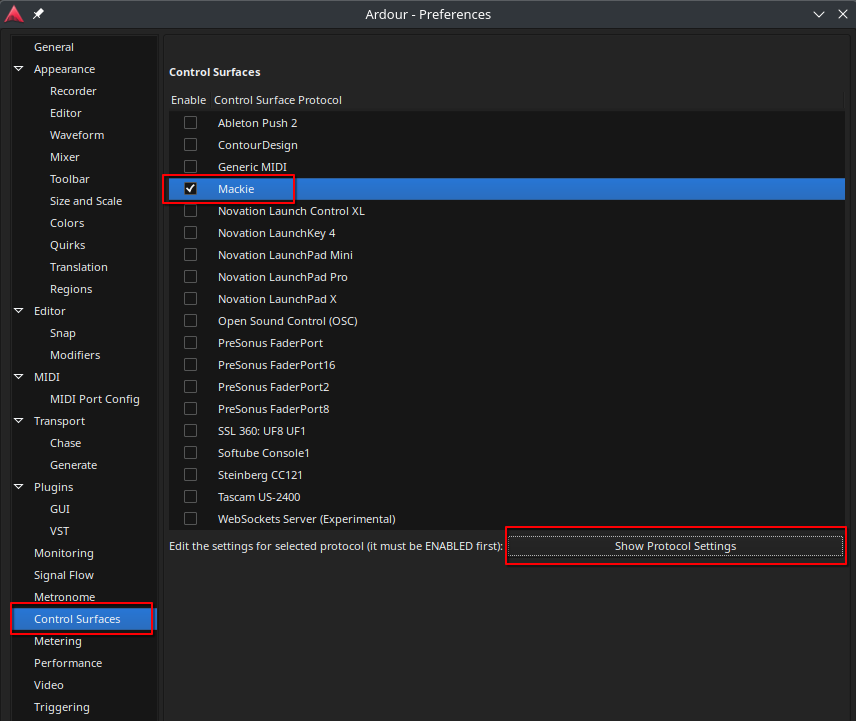 Ardour - Preferences
General
Appearance
Recorder
Editor
Waveform
Mixer
Toolbar
Size and Scale
Colors
Quirks
Translation
Regions
Editor
Snap
Modifiers
MIDI
MIDI Port Config
Transport
Chase
Generate
Plugins
GUI
VST
Monitoring
Signal Flow
Metronome
Control Surfaces
Metering
Performance
Video
Triggering
Control Surfaces
Enable Control Surface Protocol
Ableton Push 2
ContourDesign
Generic MIDI
Mackie
Novation Launch Control XL
Novation LaunchKey 4
Novation LaunchPad Mini
Novation LaunchPad Pro
Novation LaunchPad X
Open Sound Control (OSC)
PreSonus FaderPort
PreSonus FaderPort16
PreSonus FaderPort2
PreSonus FaderPort8
SSL 360: UF8 UF1
Softube Console1
Steinberg CC121
Tascam US-2400
WebSockets Server (Experimental)
Edit the settings for selected protocol (it must be ENABLED first): Show Protocol Settings